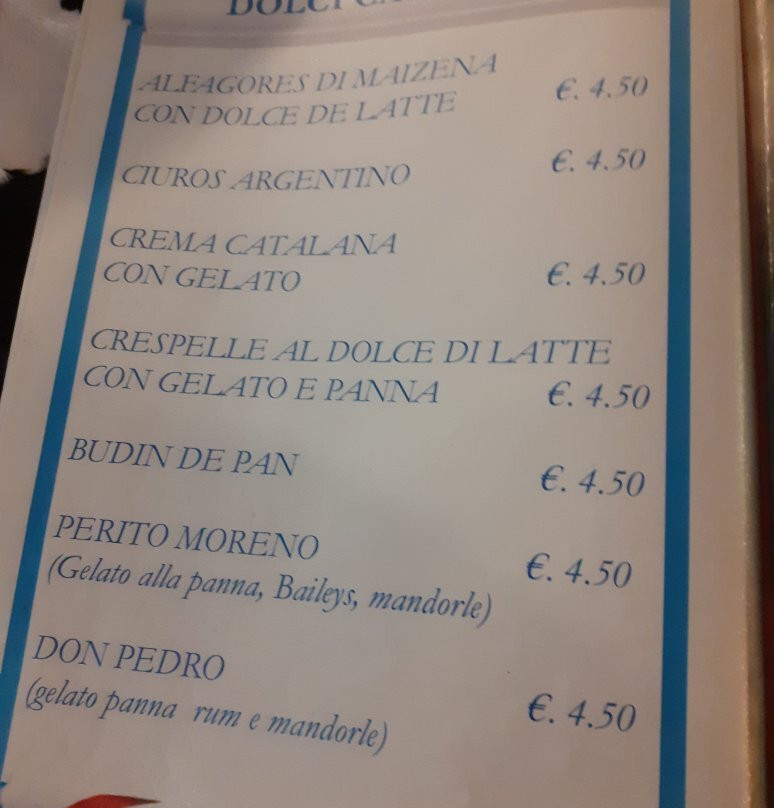 DOLCI
ALFAGORES DI MAIZENA
CON DOLCE DE LATTE €. 4.50
CIUROS ARGENTINO €. 4.50
CREMA CATALANA
CON GELATO €. 4.50
CRESPELLE AL DOLCE DI LATTE
CON GELATO E PANNA €. 4.50
BUDIN DE PAN €. 4.50
PERITO MORENO €. 4.50
(Gelato alla panna, Baileys, mandorle)
DON PEDRO €. 4.50
(gelato panna rum e mandorle)